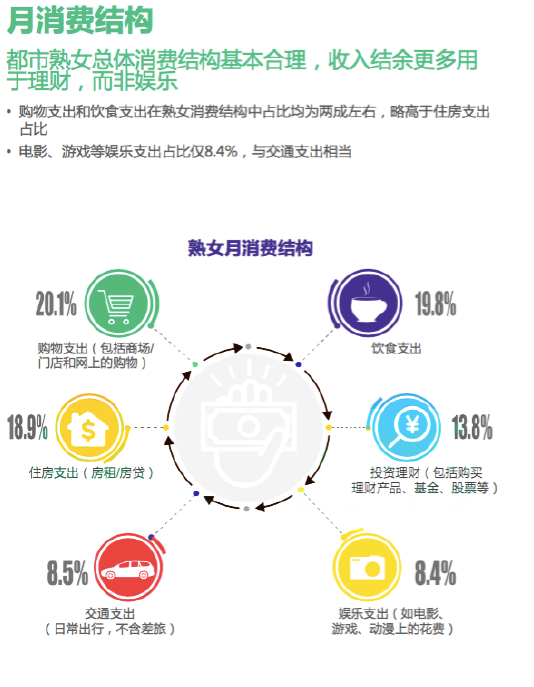 月消费结构
都市熟女总体消费结构基本合理，收入结余更多用
于理财，而非娱乐
• 购物支出和饮食支出在熟女消费结构中占比均为两成左右，略高于住房支出
占比
• 电影、游戏等娱乐支出占比仅8.4%，与交通支出相当
熟女月消费结构
20.1%
购物支出（包括商场/
门店和网上的购物）
19.8%
饮食支出
18.9%
住房支出（房租/房贷）
13.8%
投资理财（包括购买
理财产品、基金、股票等）
8.5%
交通支出
（日常出行，不含差旅）
8.4%
娱乐支出（如电影、
游戏、动漫上的花费）
$
¥